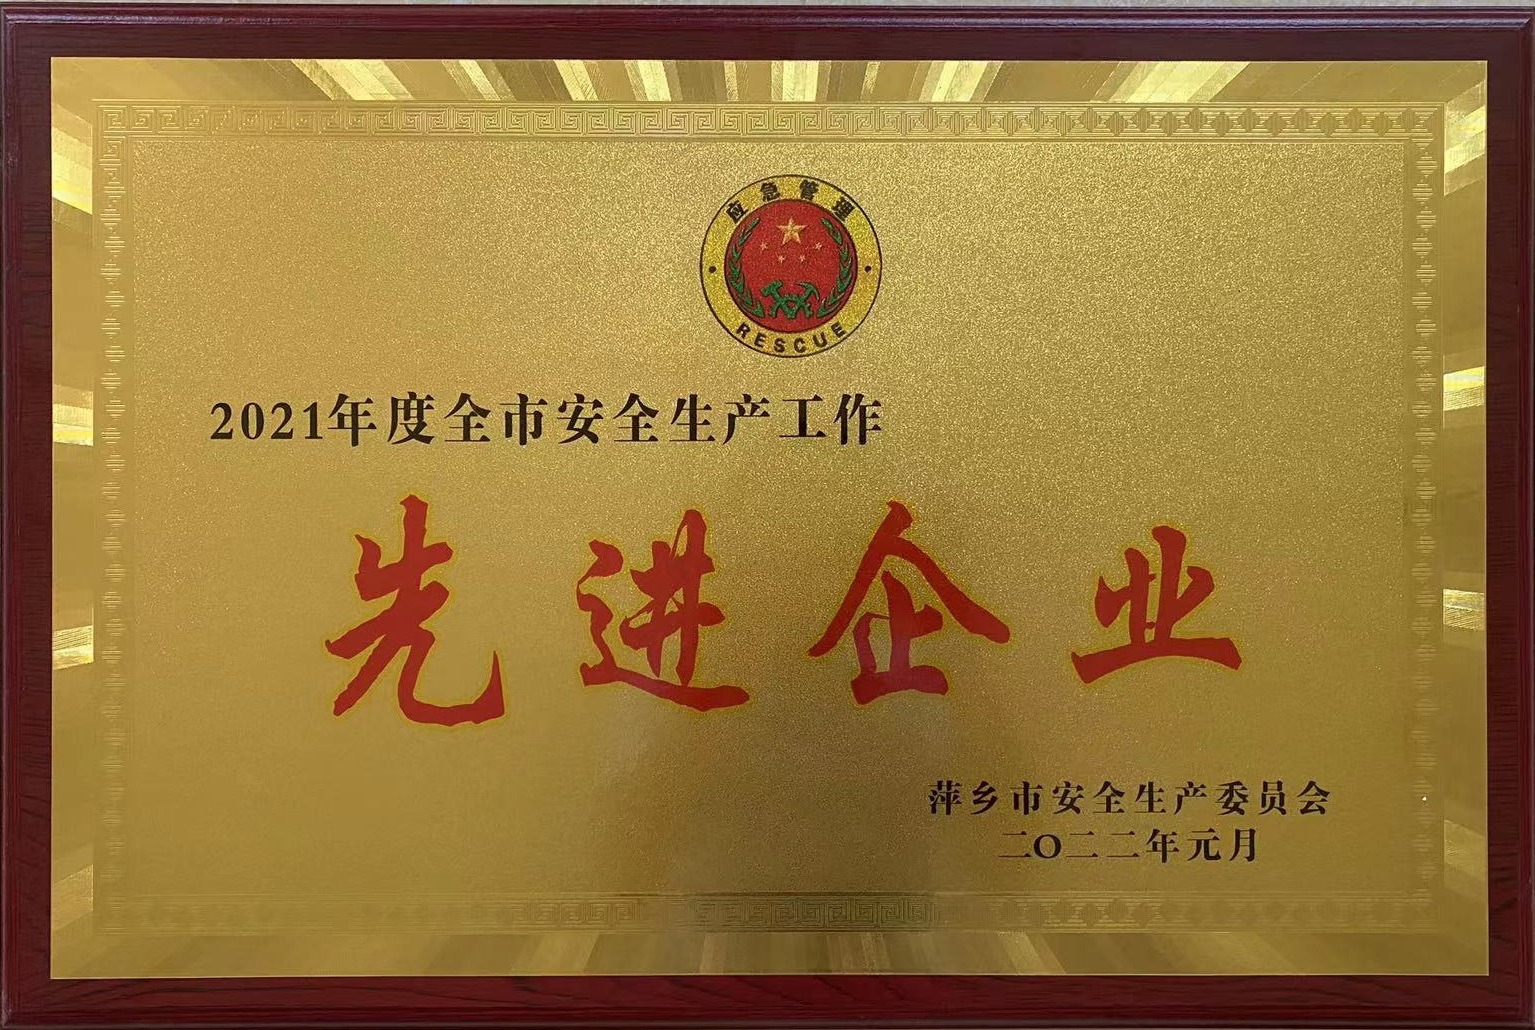 应急管理
RESCUE
2021年度全市安全生产工作
先进企业
萍乡市安全生产委员会
二〇二二年元月